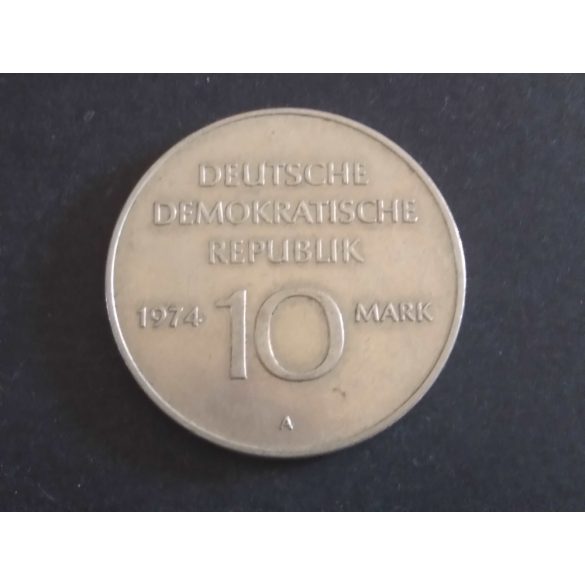 DEUTSCHE
DEMOKRATISCHE
REPUBLIK
1974 10 MARK
A